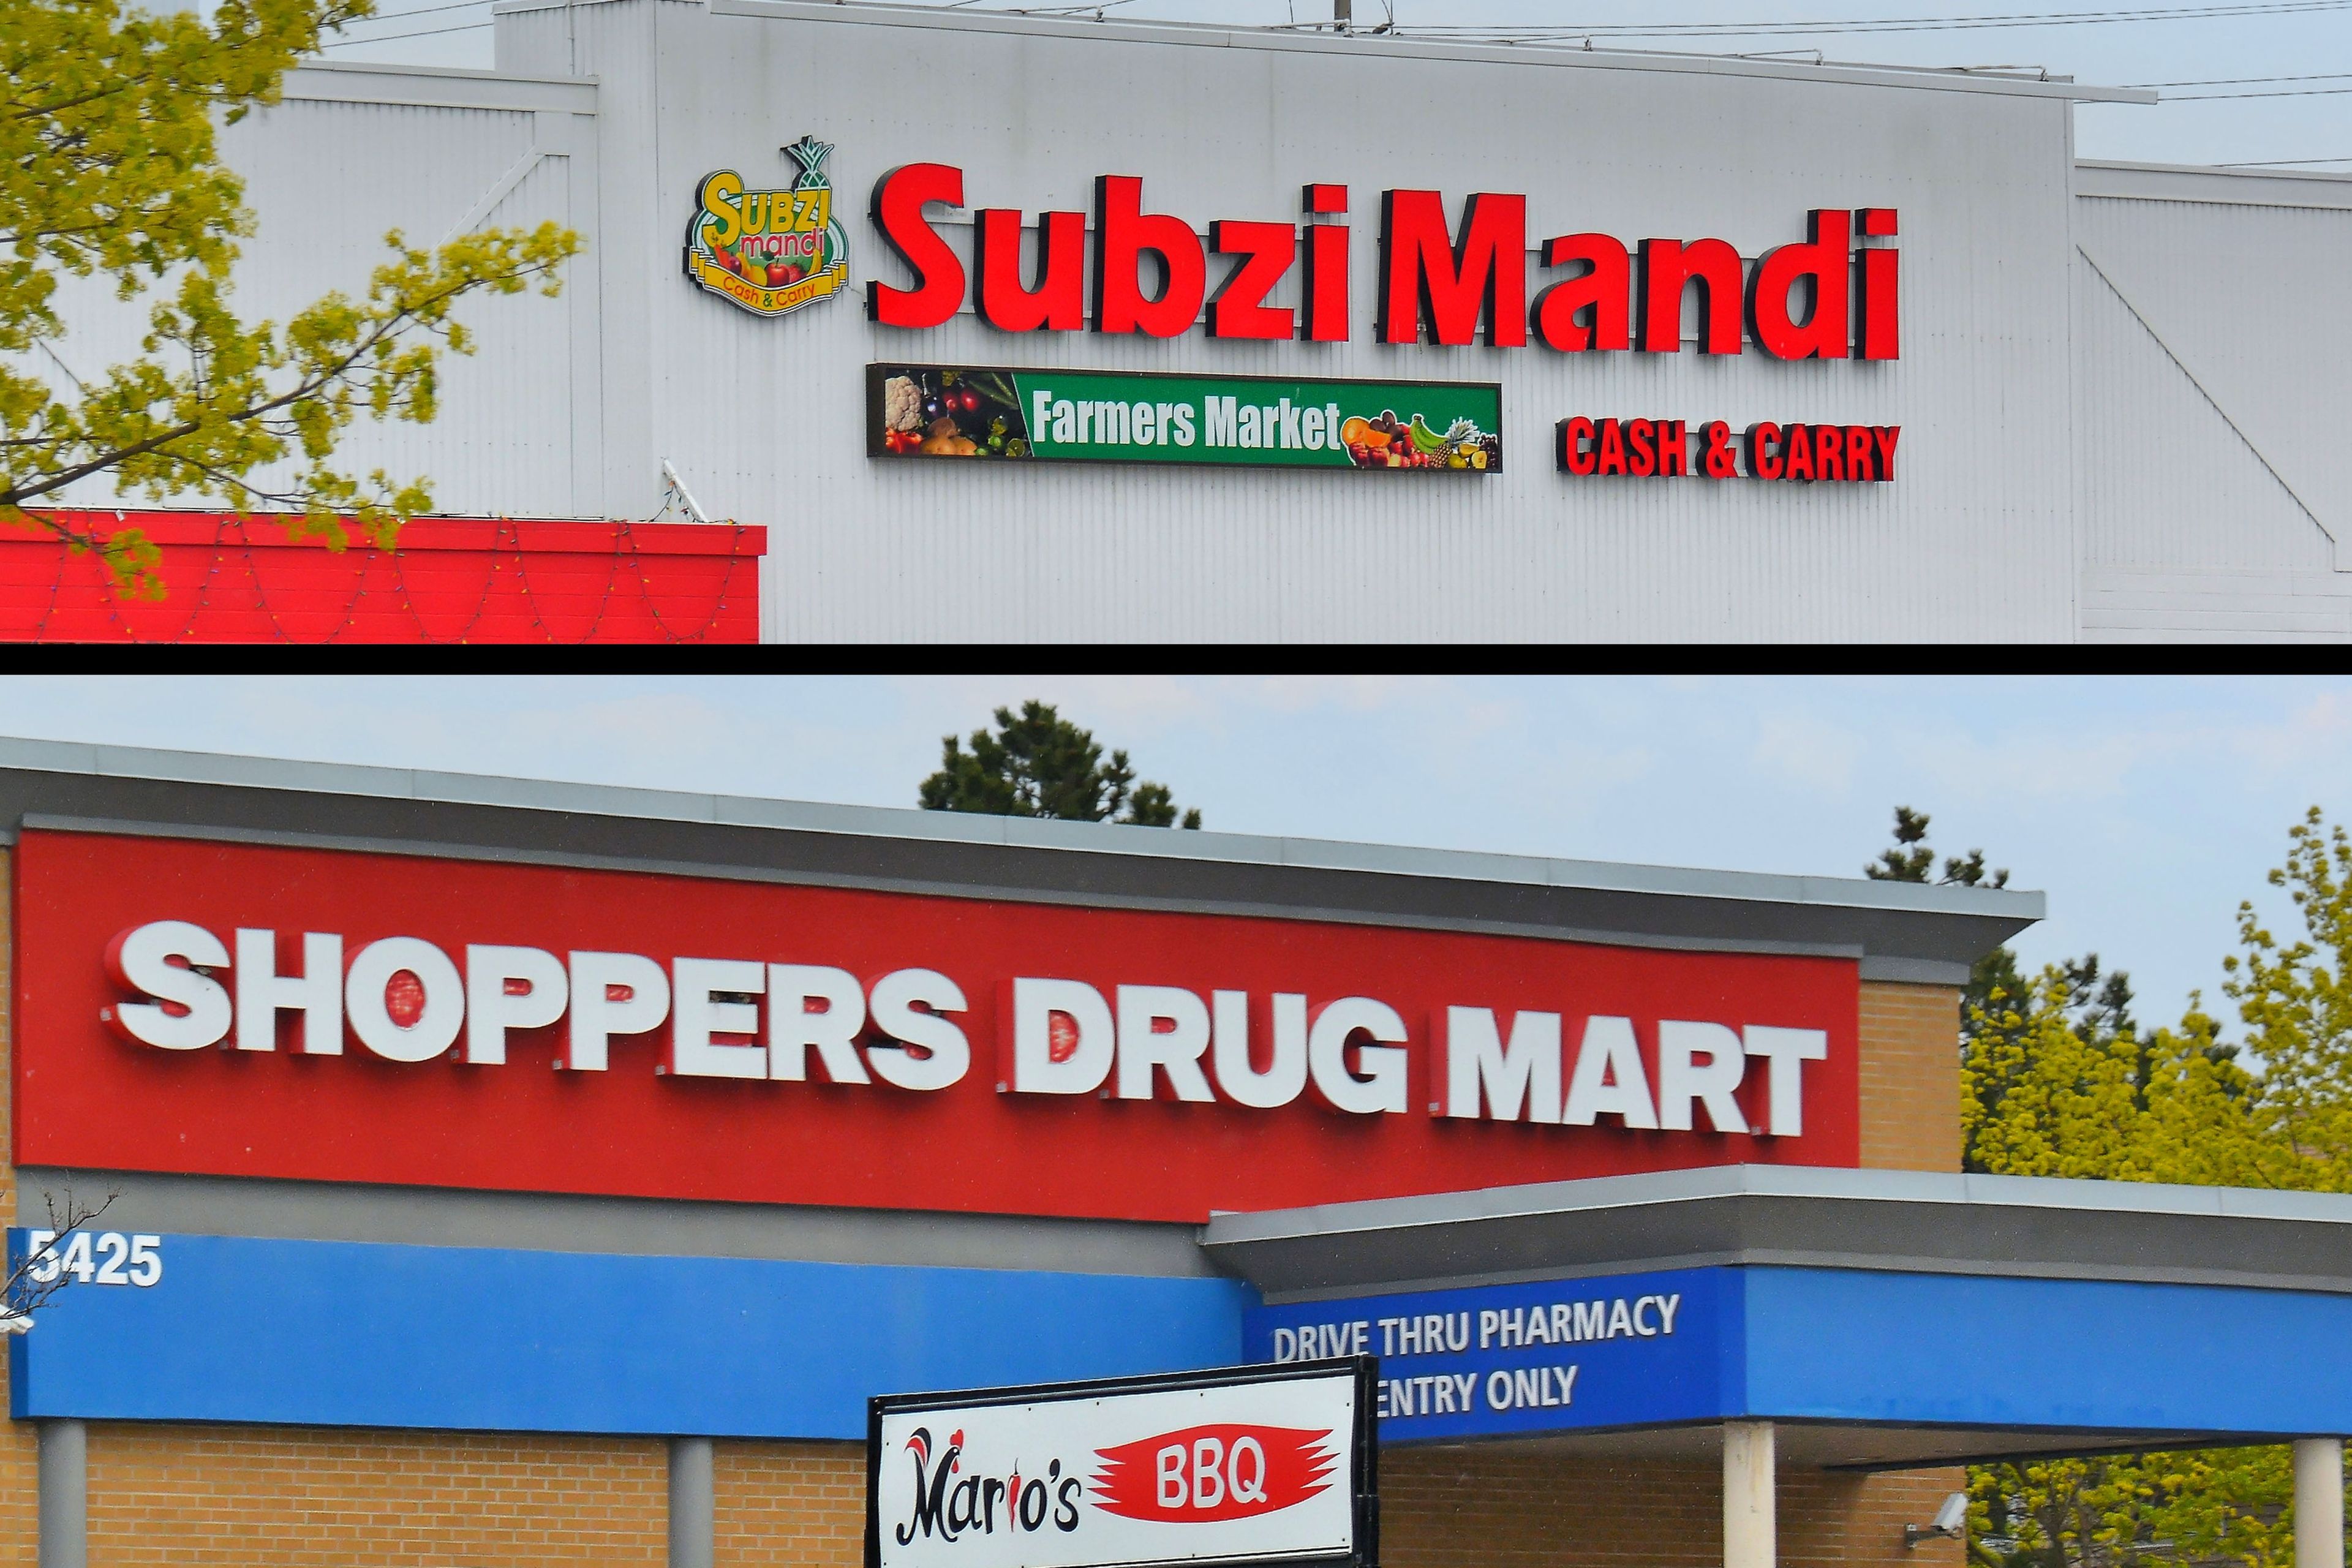 SUBZI
mandi
Cash & Carry
Subzi Mandi
Farmers Market
CASH & CARRY
SHOPPERS DRUG MART
5425
DRIVE THRU PHARMACY
ENTRY ONLY
Mario's BBQ